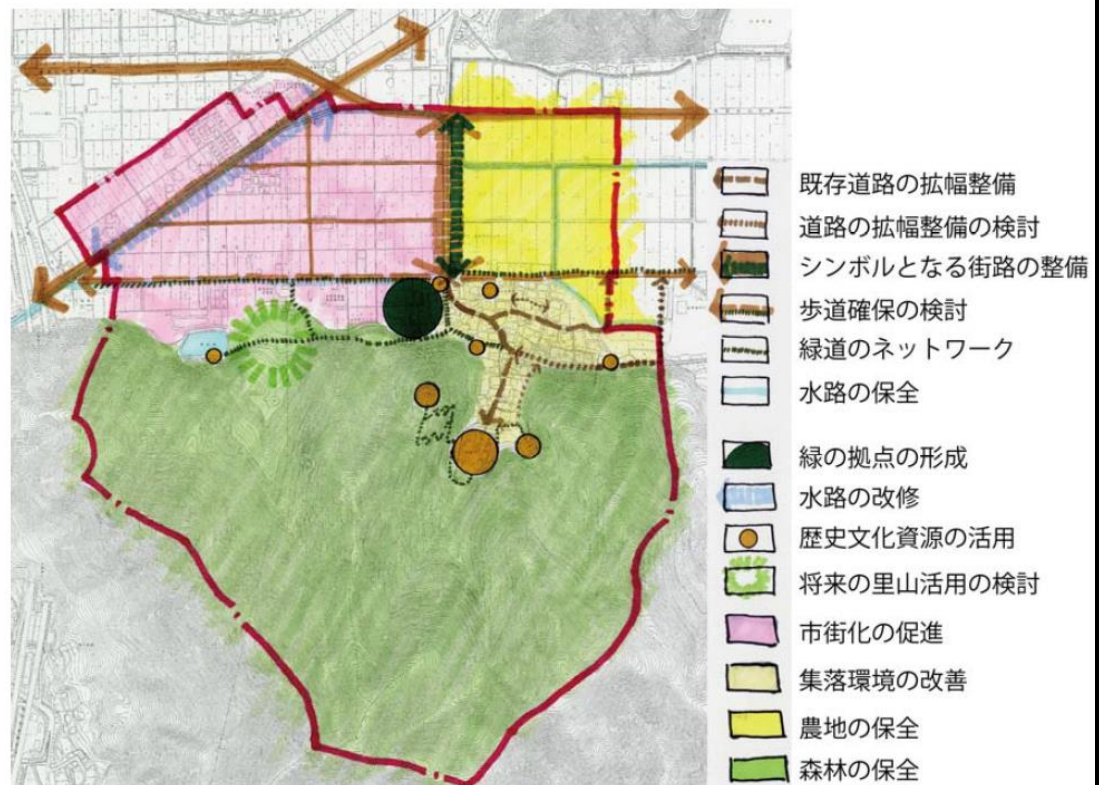 既存道路の拡幅整備
道路の拡幅整備の検討
シンボルとなる街路の整備
歩道確保の検討
緑道のネットワーク
水路の保全
緑の拠点の形成
水路の改修
歴史文化資源の活用
将来の里山活用の検討
市街化の促進
集落環境の改善
農地の保全
森林の保全